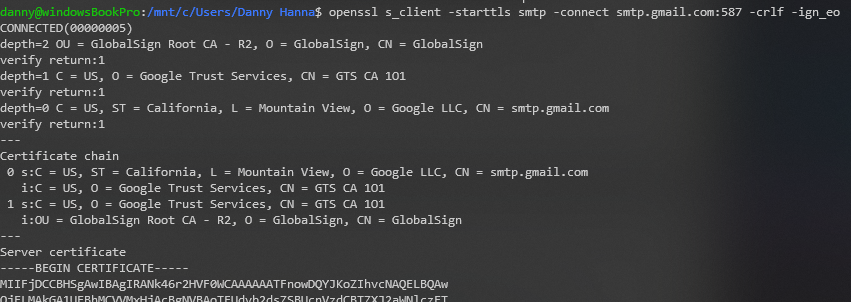 danny@windowsBookPro:/mnt/c/Users/Danny Hanna$ openssl s_client -starttls smtp -connect smtp.gmail.com:587 -crlf -ign_eo
CONNECTED(00000005)
depth=2 OU = GlobalSign Root CA - R2, O = GlobalSign, CN = GlobalSign
verify return:1
depth=1 C = US, O = Google Trust Services, CN = GTS CA 1O1
verify return:1
depth=0 C = US, ST = California, L = Mountain View, O = Google LLC, CN = smtp.gmail.com
verify return:1
---
Certificate chain
 0 s:C = US, ST = California, L = Mountain View, O = Google LLC, CN = smtp.gmail.com
   i:C = US, O = Google Trust Services, CN = GTS CA 1O1
 1 s:C = US, O = Google Trust Services, CN = GTS CA 1O1
   i:OU = GlobalSign Root CA - R2, O = GlobalSign, CN = GlobalSign
---
Server certificate
-----BEGIN CERTIFICATE-----
MIIFjDCCBHSgAwIBAgIRANk46r2HVF0WCAAAAAATFnowDQYJKoZIhvcNAQELBQAw